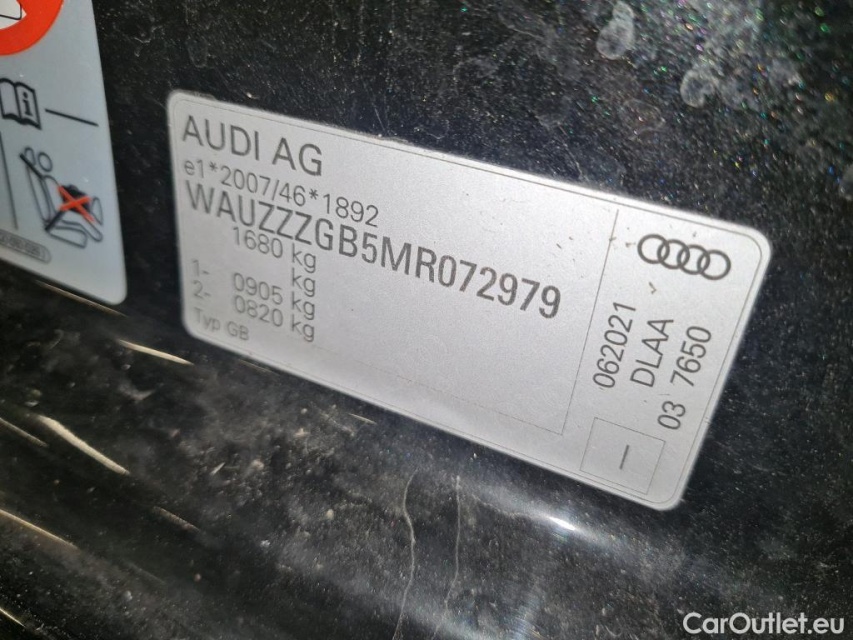 AUDI AG
e1*2007/46*1892
WAUZZZGB5MR072979
1680 kg
kg
1- 0905 kg
2- 0820 kg
Typ GB
062021
DLAA
03 7650
CarOutlet.eu